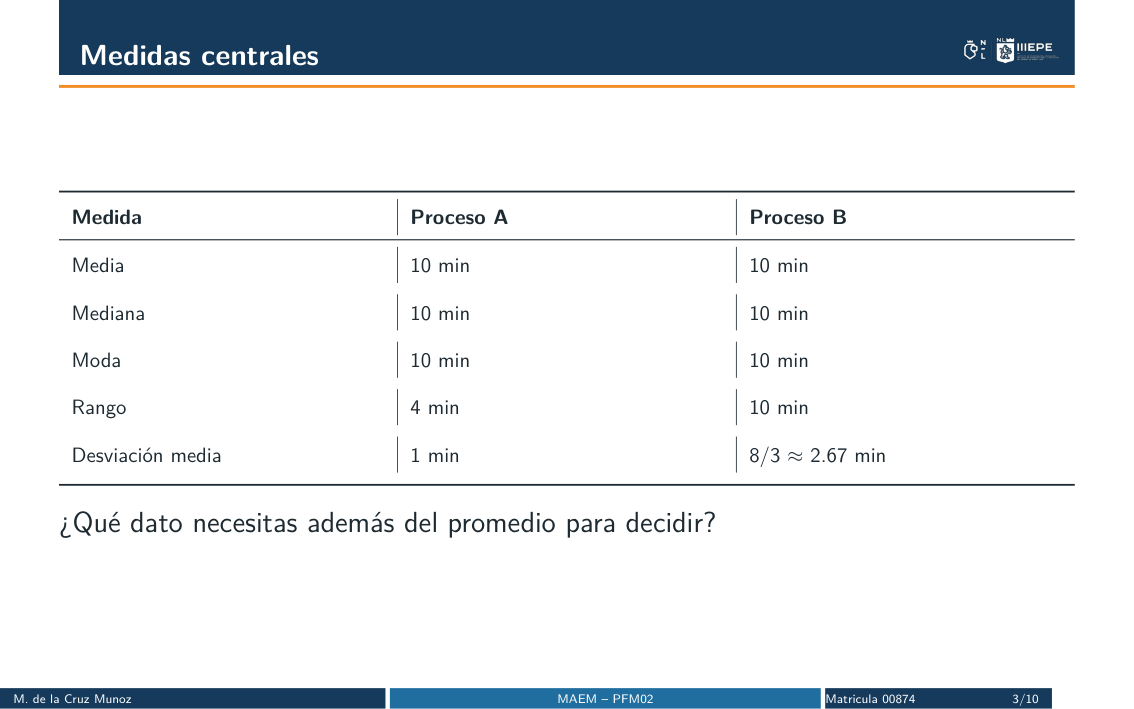 Medidas centrales
N
L
NL
IIIEPE
Medida Proceso A Proceso B
Media 10 min 10 min
Mediana 10 min 10 min
Moda 10 min 10 min
Rango 4 min 10 min
Desviación media 1 min 8/3 ≈ 2.67 min
¿Qué dato necesitas además del promedio para decidir?
M. de la Cruz Munoz MAEM – PFM02 Matricula 00874 3/10